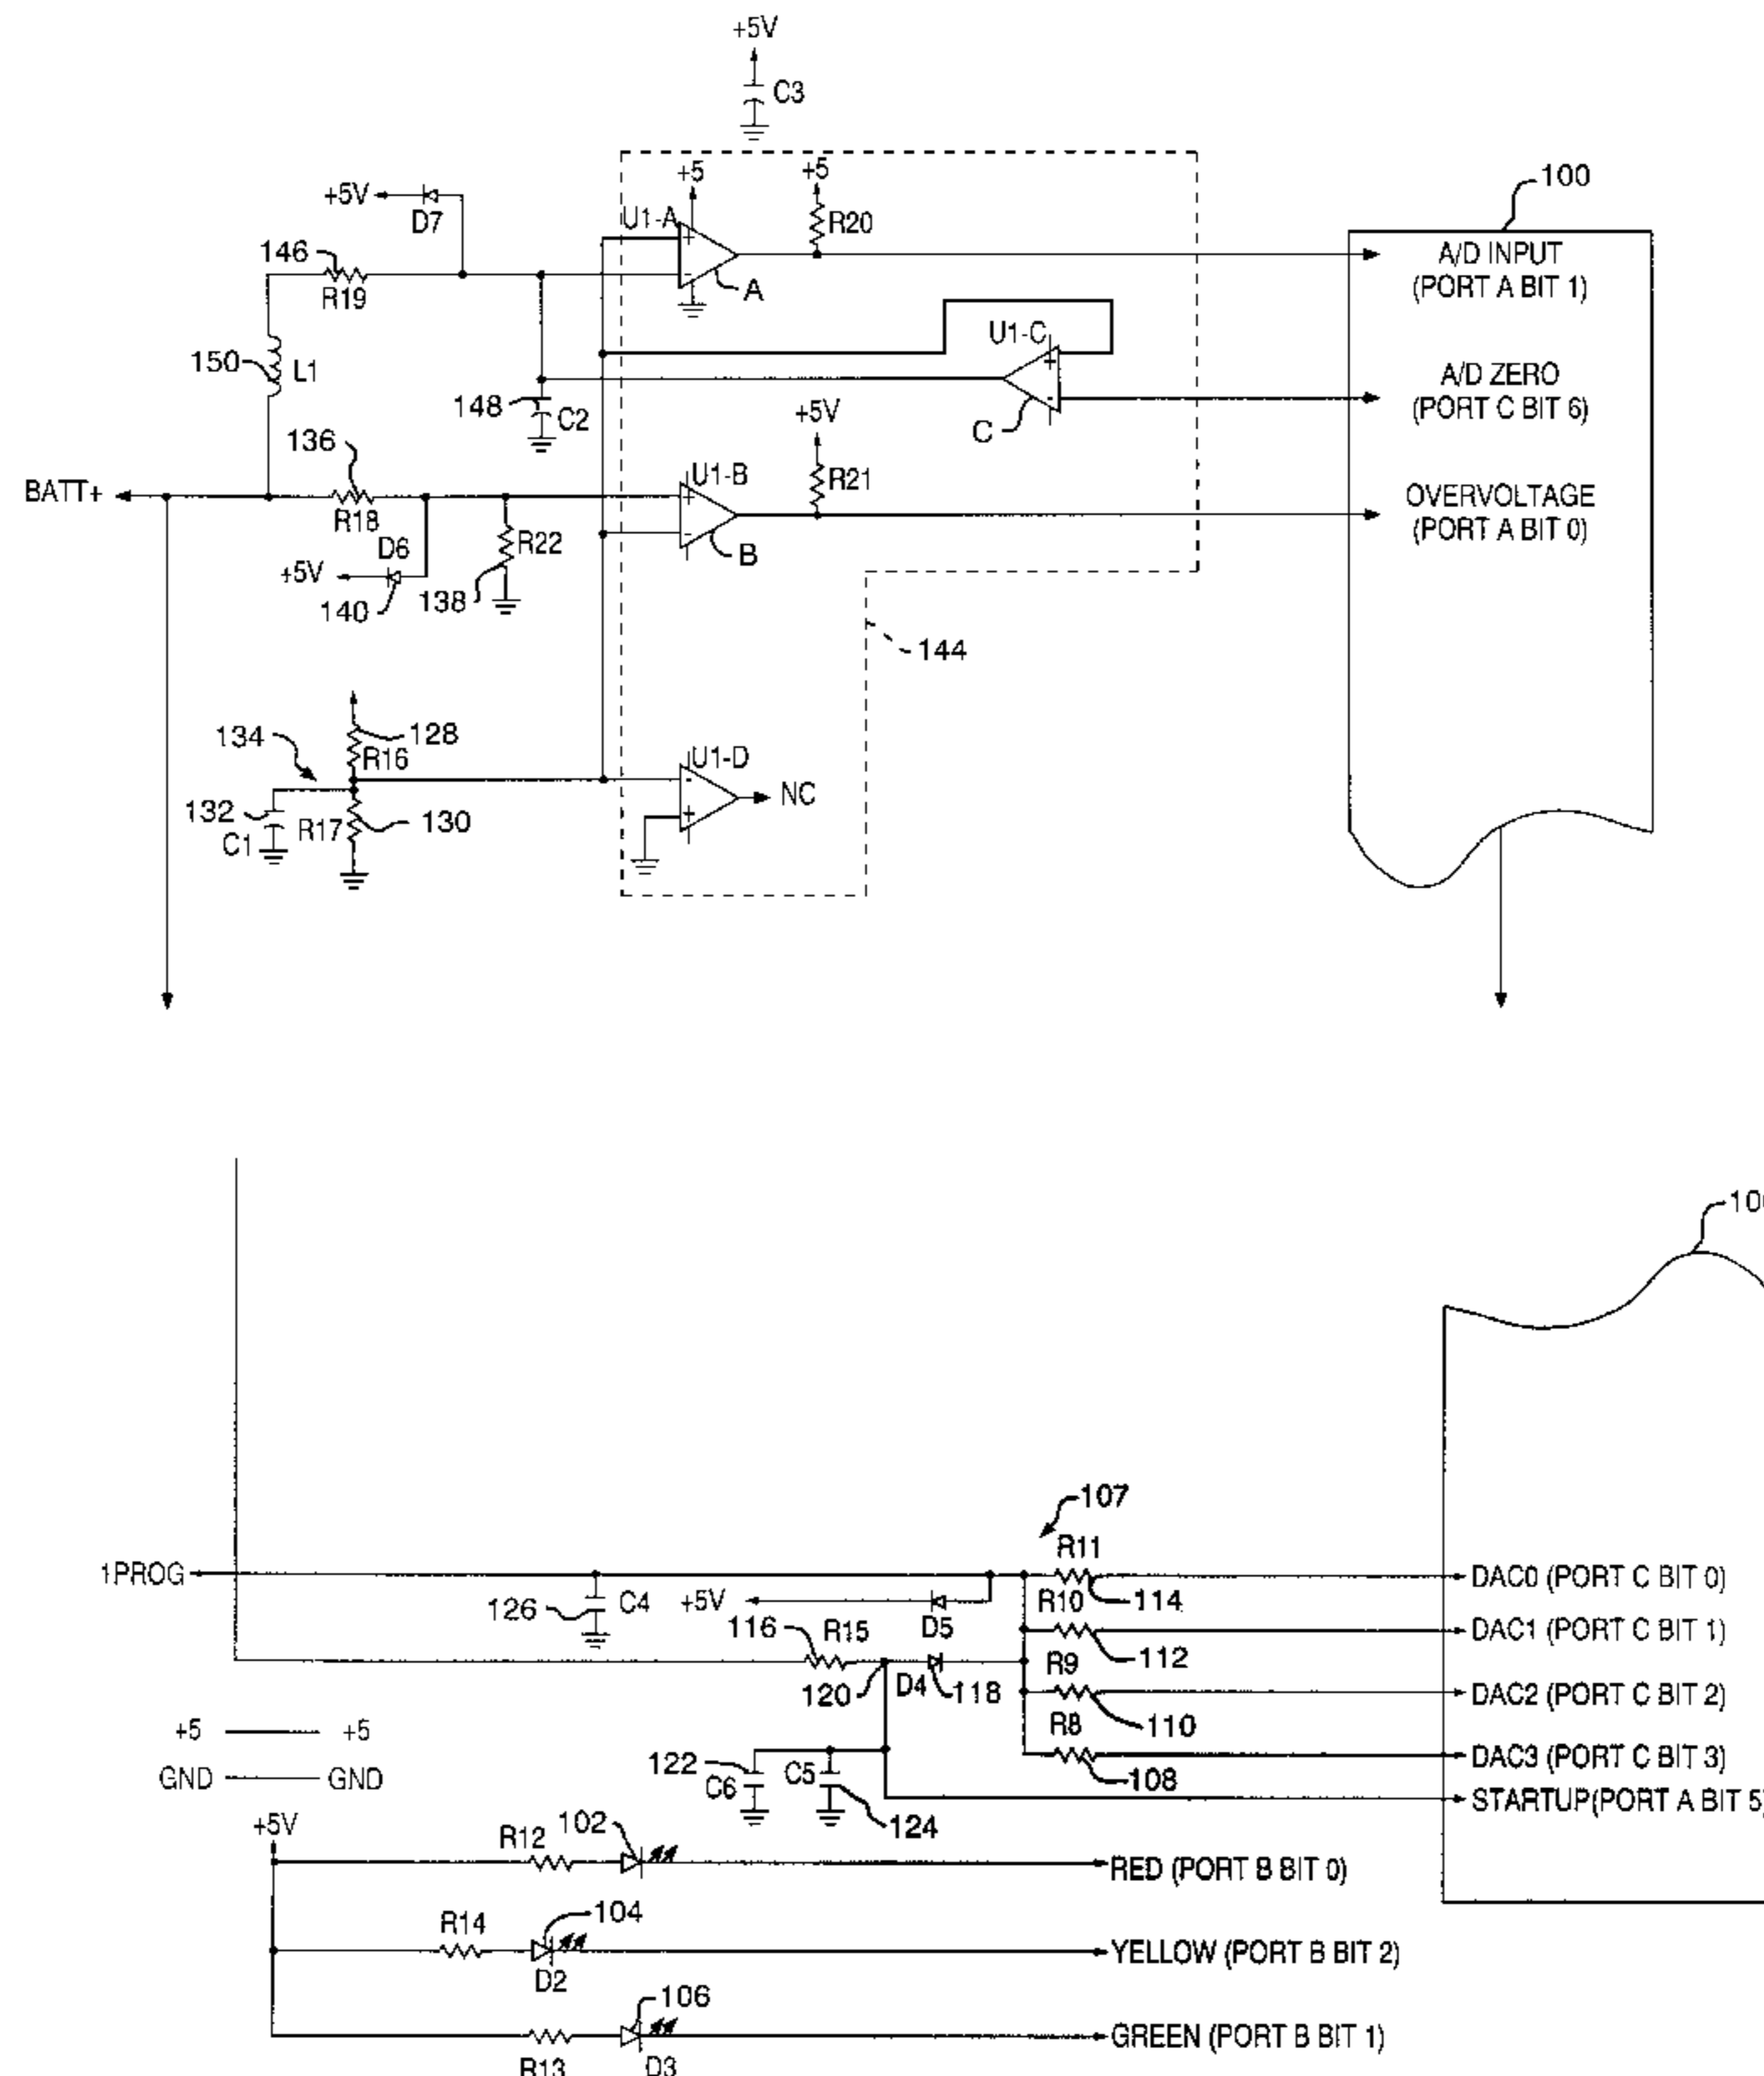 +5V
C3
+5V
D7
+5
+5
100
U1-A
R20
A/D INPUT
(PORT A BIT 1)
146
R19
A
U1-C
150
L1
A/D ZERO
(PORT C BIT 6)
148
C2
+5V
C
136
BATT+
R18
U1-B
R21
OVERVOLTAGE
(PORT A BIT 0)
D6
R22
B
+5V
140
138
144
134
128
R16
U1-D
NC
132
C1
R17
130
107
R11
1PROG
DAC0 (PORT C BIT 0)
126
C4
+5V
D5
R10
114
116
R15
DAC1 (PORT C BIT 1)
112
R9
120
D4
118
DAC2 (PORT C BIT 2)
110
+5
+5
R8
122
C6
C5
DAC3 (PORT C BIT 3)
108
GND
GND
STARTUP(PORT A BIT 5
124
+5V
R12
102
RED (PORT B BIT 0)
R14
104
D2
YELLOW (PORT B BIT 2)
106
R13
D3
GREEN (PORT B BIT 1)